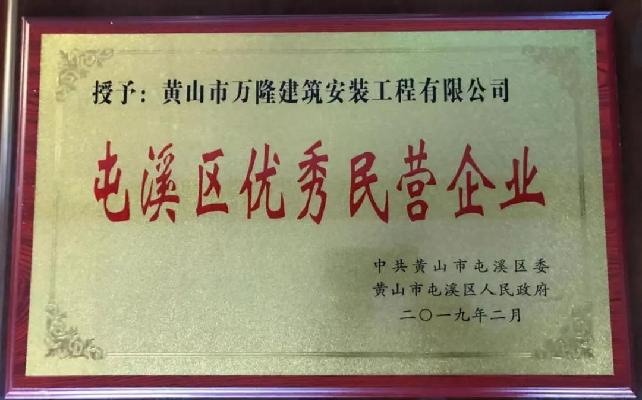 授予：黄山市万隆建筑安装工程有限公司
屯溪区优秀民营企业
中共黄山市屯溪区委
黄山市屯溪区人民政府
二〇一九年二月